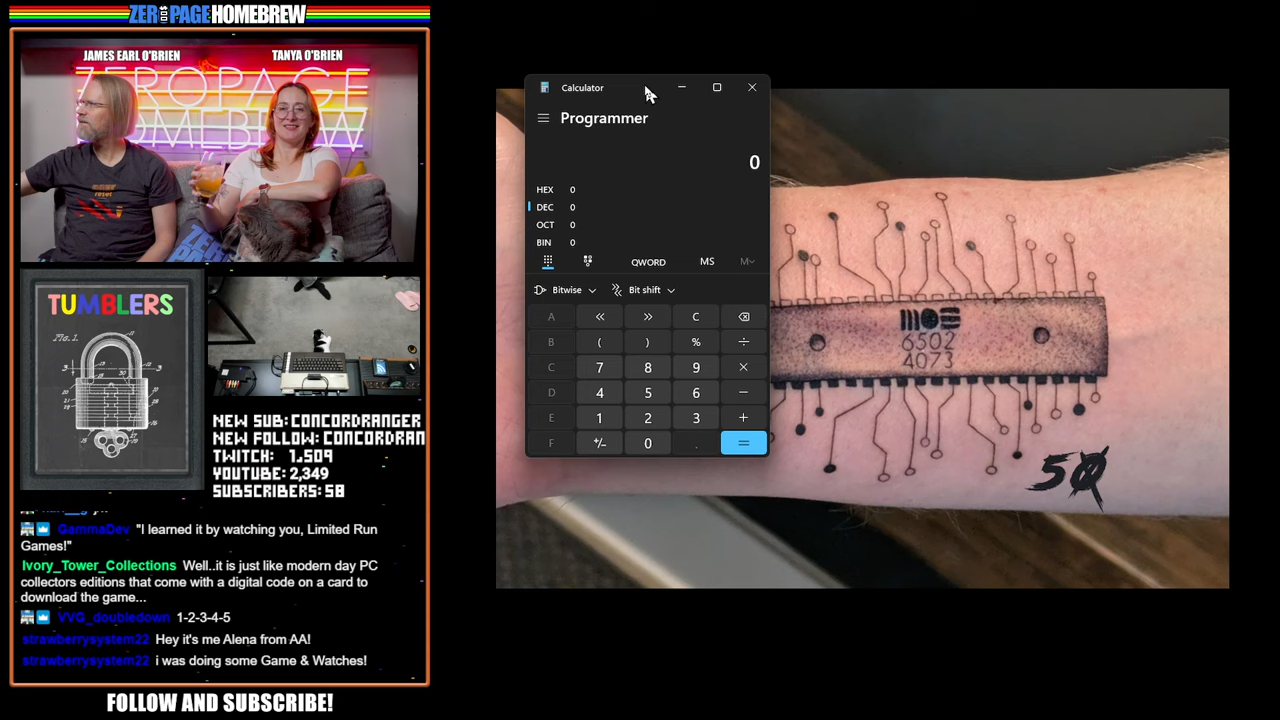 ZEROPAGE HOMEBREW
JAMES EARL O'BRIEN
TANYA O'BRIEN
ZEROPAGE
HOMEBREW
TUMBLERS
Fig. 1.
NEW SUB: CONCORDRANGER
NEW FOLLOW: CONCORDRAN
TWITCH: 1,509
YOUTUBE: 2,349
SUBSCRIBERS: 58
GammaDev "I learned it by watching you, Limited Run
Games!"
Ivory_Tower_Collections Well..it is just like modern day PC
collectors editions that come with a digital code on a card to
download the game...
VVG_doubledown 1-2-3-4-5
strawberrysystem22 Hey it's me Alena from AA!
strawberrysystem22 i was doing some Game & Watches!
FOLLOW AND SUBSCRIBE!
Calculator
Programmer
0
HEX 0
DEC 0
OCT 0
BIN 0
QWORD MS M
Bitwise Bit shift
A << >> C
B ( ) % ÷
C 7 8 9 ×
D 4 5 6 −
E 1 2 3 +
F +/- 0 . =
mos
6502
4073
50